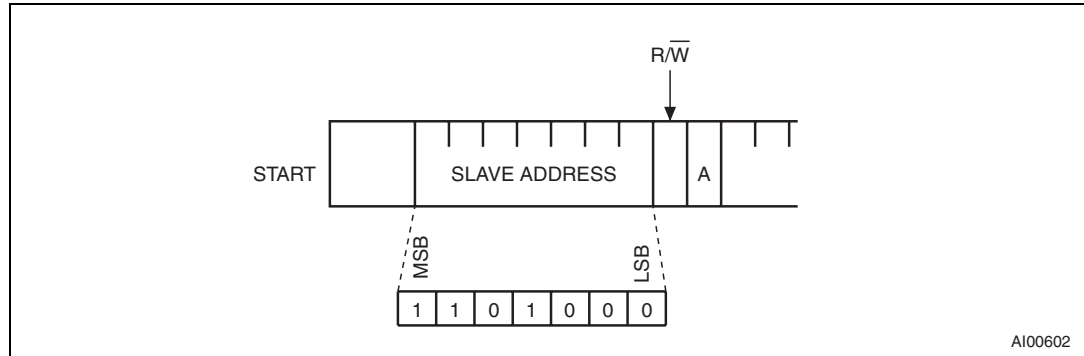 R/W̅
START
SLAVE ADDRESS
A
MSB
LSB
1 1 0 1 0 0 0
AI00602